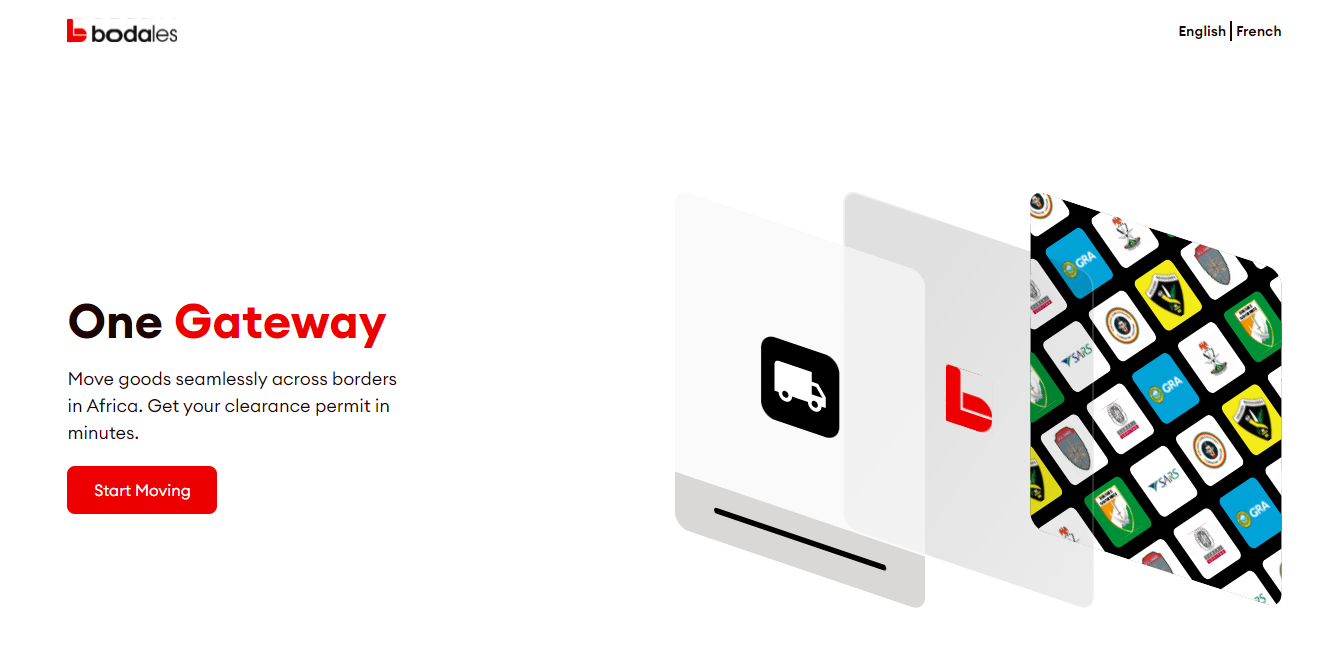 bodales
English | French
One Gateway
Move goods seamlessly across borders
in Africa. Get your clearance permit in
minutes.
Start Moving
GRA
SARS
GRA
SARS
GRA